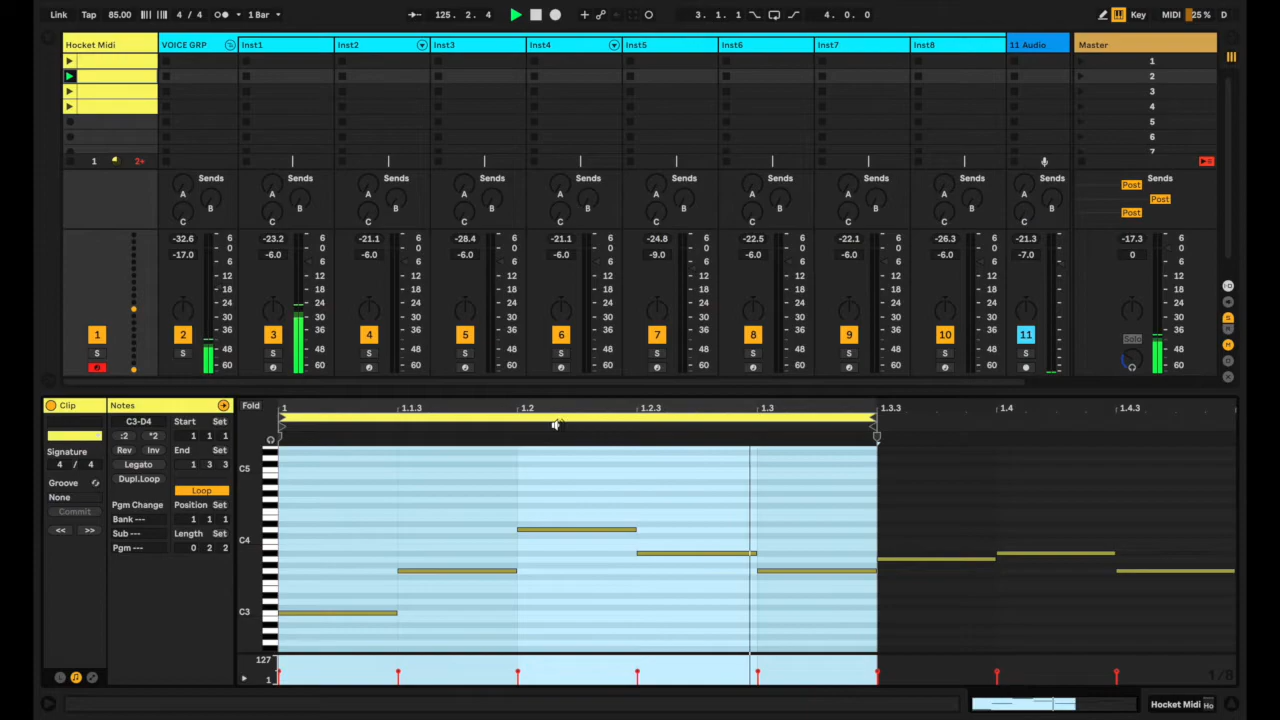 Link Tap 85.00 4 / 4 1 Bar 125. 2. 4 3. 1. 1 4. 0. 0 Key MIDI 25 % D
Hocket Midi VOICE GRP Inst1 Inst2 Inst3 Inst4 Inst5 Inst6 Inst7 Inst8 11 Audio Master
1
2
3
4
5
6
7
1 2+
Sends Sends Sends Sends Sends Sends Sends Sends Sends Sends Sends
A A A A A A A A A A Post
B B B B B B B B B B Post
C C C C C C C C C C Post
-32.6 -23.2 -21.1 -28.4 -21.1 -24.8 -22.5 -22.1 -26.3 -21.3 -17.3
-17.0 -6.0 -6.0 -6.0 -6.0 -9.0 -6.0 -6.0 -6.0 -7.0 0
6 6 6 6 6 6 6 6 6 6 6
0 0 0 0 0 0 0 0 0 0 0
6 6 6 6 6 6 6 6 6 6 6
12 12 12 12 12 12 12 12 12 12 12
18 18 18 18 18 18 18 18 18 18 18
24 24 24 24 24 24 24 24 24 24 24
30 30 30 30 30 30 30 30 30 30 30
36 36 36 36 36 36 36 36 36 36 36
48 48 48 48 48 48 48 48 48 48 48
60 60 60 60 60 60 60 60 60 60 60
1 2 3 4 5 6 7 8 9 10 11 Solo
S S S S S S S S S S S
Clip Notes Fold 1 1.1.3 1.2 1.2.3 1.3 1.3.3 1.4 1.4.3
C3-D4 Start Set
:2 *2 1 1 1
Signature Rev Inv End Set
4 / 4 Legato 1 3 3
Groove Dupl.Loop Loop
None
Pgm Change Position Set
Commit Bank --- 1 1 1
<< >> Sub --- Length Set
Pgm --- 0 2 2
C5
C4
C3
127
1
1/8
Hocket Midi Ho